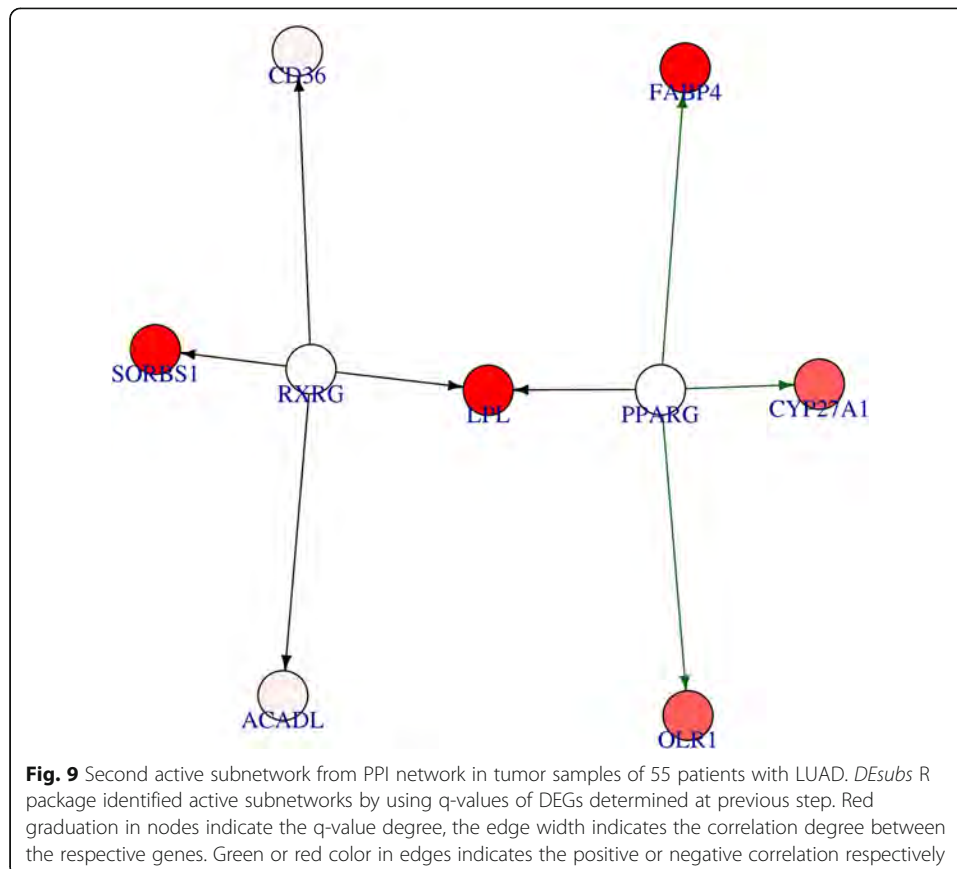 CD36
FABP4
SORBS1
RXRG
LPL
PPARG
CYP27A1
ACADL
OLR1
Fig. 9 Second active subnetwork from PPI network in tumor samples of 55 patients with LUAD. DEsubs R
package identified active subnetworks by using q-values of DEGs determined at previous step. Red
graduation in nodes indicate the q-value degree, the edge width indicates the correlation degree between
the respective genes. Green or red color in edges indicates the positive or negative correlation respectively